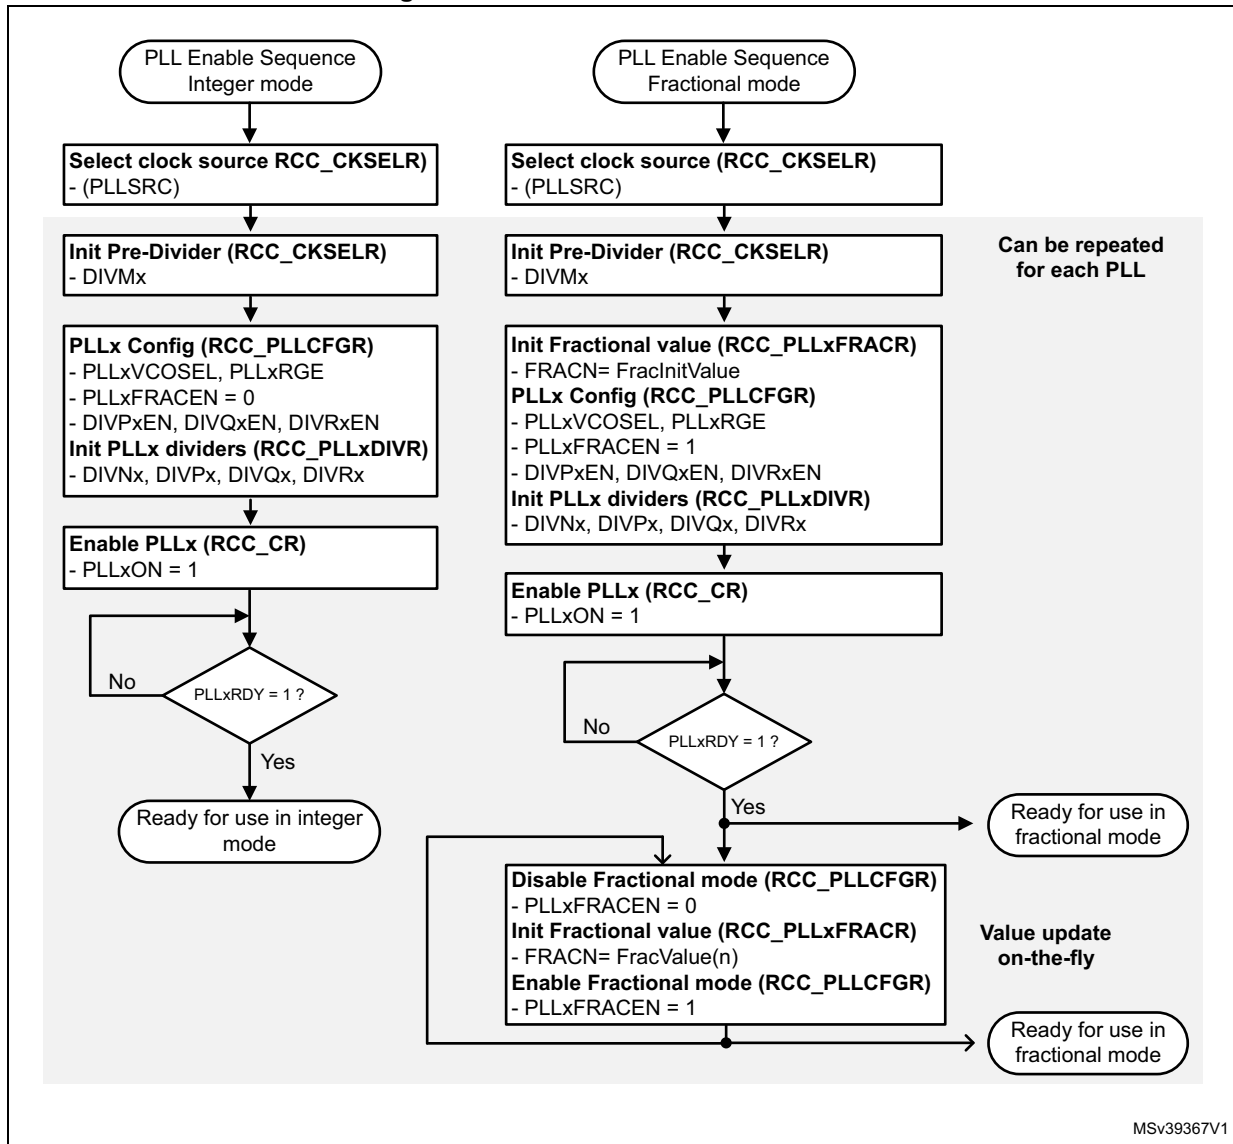 PLL Enable Sequence
Integer mode
Select clock source RCC_CKSELR)
- (PLLSRC)
Init Pre-Divider (RCC_CKSELR)
- DIVMx
PLLx Config (RCC_PLLCFGR)
- PLLxVCOSEL, PLLxRGE
- PLLxFRACEN = 0
- DIVPxEN, DIVQxEN, DIVRxEN
Init PLLx dividers (RCC_PLLxDIVR)
- DIVNx, DIVPx, DIVQx, DIVRx
Enable PLLx (RCC_CR)
- PLLxON = 1
No
PLLxRDY = 1 ?
Yes
Ready for use in integer
mode
PLL Enable Sequence
Fractional mode
Select clock source (RCC_CKSELR)
- (PLLSRC)
Init Pre-Divider (RCC_CKSELR)
- DIVMx
Can be repeated
for each PLL
Init Fractional value (RCC_PLLxFRACR)
- FRACN= FracInitValue
PLLx Config (RCC_PLLCFGR)
- PLLxVCOSEL, PLLxRGE
- PLLxFRACEN = 1
- DIVPxEN, DIVQxEN, DIVRxEN
Init PLLx dividers (RCC_PLLxDIVR)
- DIVNx, DIVPx, DIVQx, DIVRx
Enable PLLx (RCC_CR)
- PLLxON = 1
No
PLLxRDY = 1 ?
Yes
Ready for use in
fractional mode
Disable Fractional mode (RCC_PLLCFGR)
- PLLxFRACEN = 0
Init Fractional value (RCC_PLLxFRACR)
- FRACN= FracValue(n)
Enable Fractional mode (RCC_PLLCFGR)
- PLLxFRACEN = 1
Value update
on-the-fly
Ready for use in
fractional mode
MSv39367V1